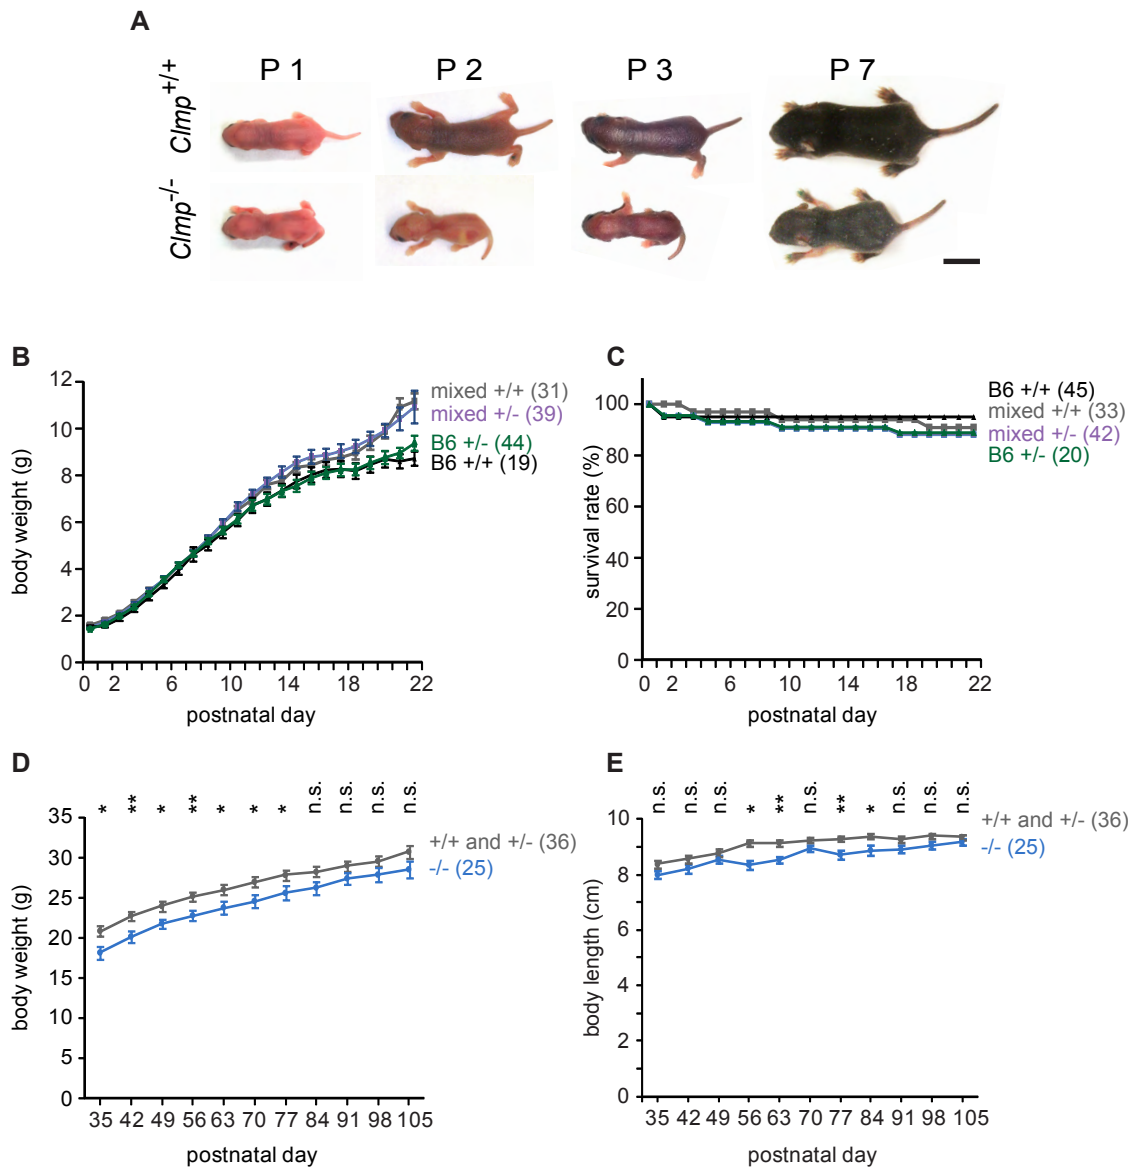 A
P 1 P 2 P 3 P 7
Clmp+/+
Clmp-/-
B
12
10
8
6
4
2
0
body weight (g)
mixed +/+ (31)
mixed +/- (39)
B6 +/- (44)
B6 +/+ (19)
0 2 6 10 14 18 22
postnatal day
C
100
80
60
40
20
0
survival rate (%)
B6 +/+ (45)
mixed +/+ (33)
mixed +/- (42)
B6 +/- (20)
0 2 6 10 14 18 22
postnatal day
D
* ** * ** * * * n.s. n.s. n.s. n.s.
35
30
25
20
15
10
5
0
body weight (g)
+/+ and +/- (36)
-/- (25)
35 42 49 56 63 70 77 84 91 98 105
postnatal day
E
n.s. n.s. n.s. * ** n.s. ** * n.s. n.s. n.s.
10
8
6
4
2
0
body length (cm)
+/+ and +/- (36)
-/- (25)
35 42 49 56 63 70 77 84 91 98 105
postnatal day